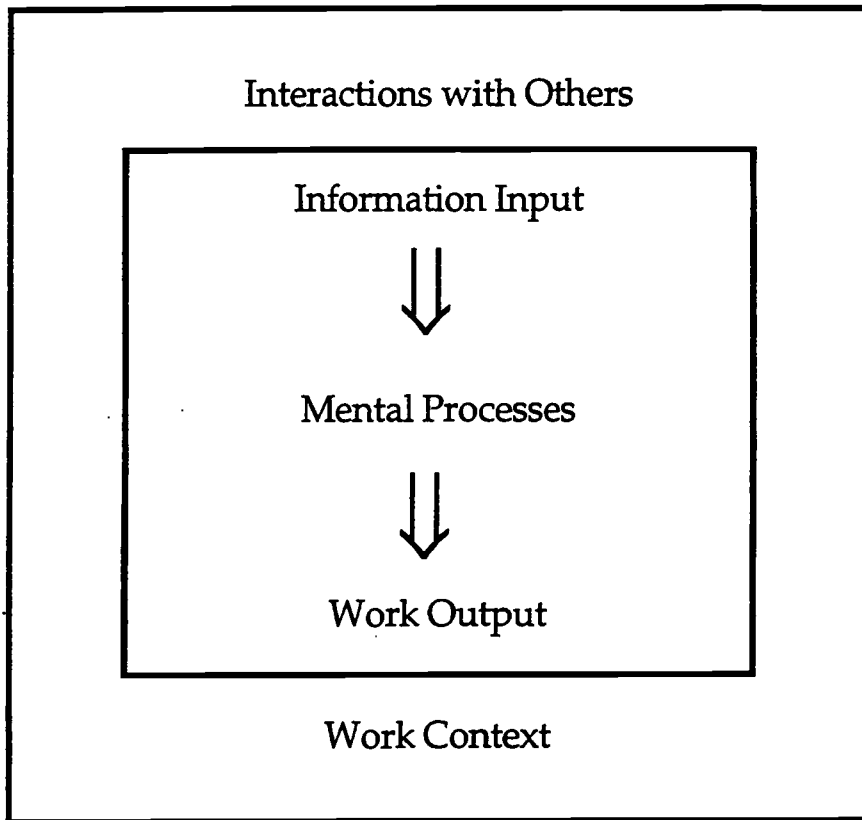 Interactions with Others
Information Input
Mental Processes
Work Output
Work Context